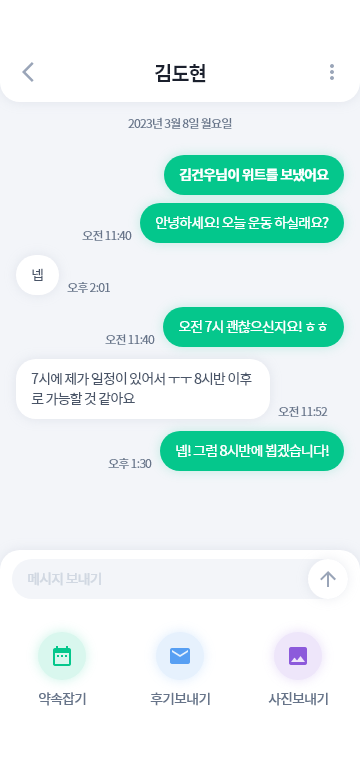 김도현
2023년 3월 8일 월요일
김건우님이 위트를 보냈어요
안녕하세요! 오늘 운동 하실래요?
오전 11:40
넵
오후 2:01
오전 7시 괜찮으신지요! ㅎㅎ
오전 11:40
7시에 제가 일정이 있어서 ㅜㅜ 8시반 이후
로 가능할 것 같아요
오전 11:52
넵! 그럼 8시반에 뵙겠습니다!
오후 1:30
메시지 보내기
약속잡기
후기보내기
사진보내기